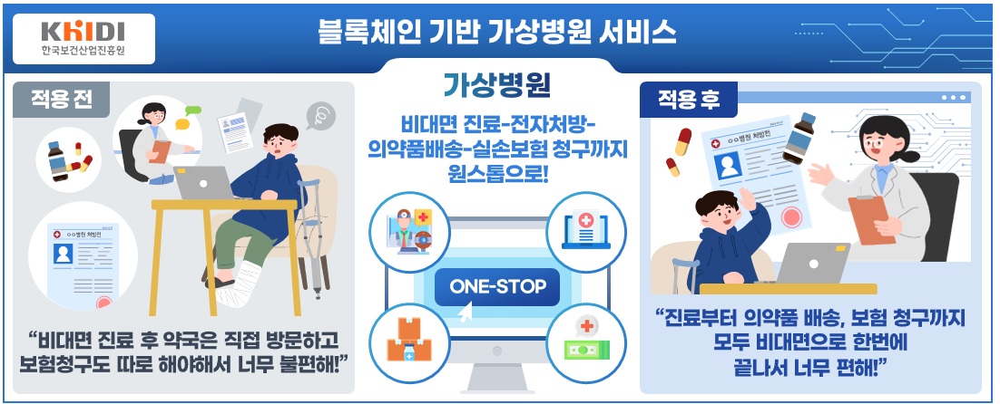 KHIDI
한국보건산업진흥원
블록체인 기반 가상병원 서비스
적용 전
ㅇㅇ병원 처방전
“비대면 진료 후 약국은 직접 방문하고
보험청구도 따로 해야해서 너무 불편해!”
가상병원
비대면 진료-전자처방-
의약품배송-실손보험 청구까지
원스톱으로!
ONE-STOP
적용 후
ㅇㅇ병원 처방전
“진료부터 의약품 배송, 보험 청구까지
모두 비대면으로 한번에
끝나서 너무 편해!”